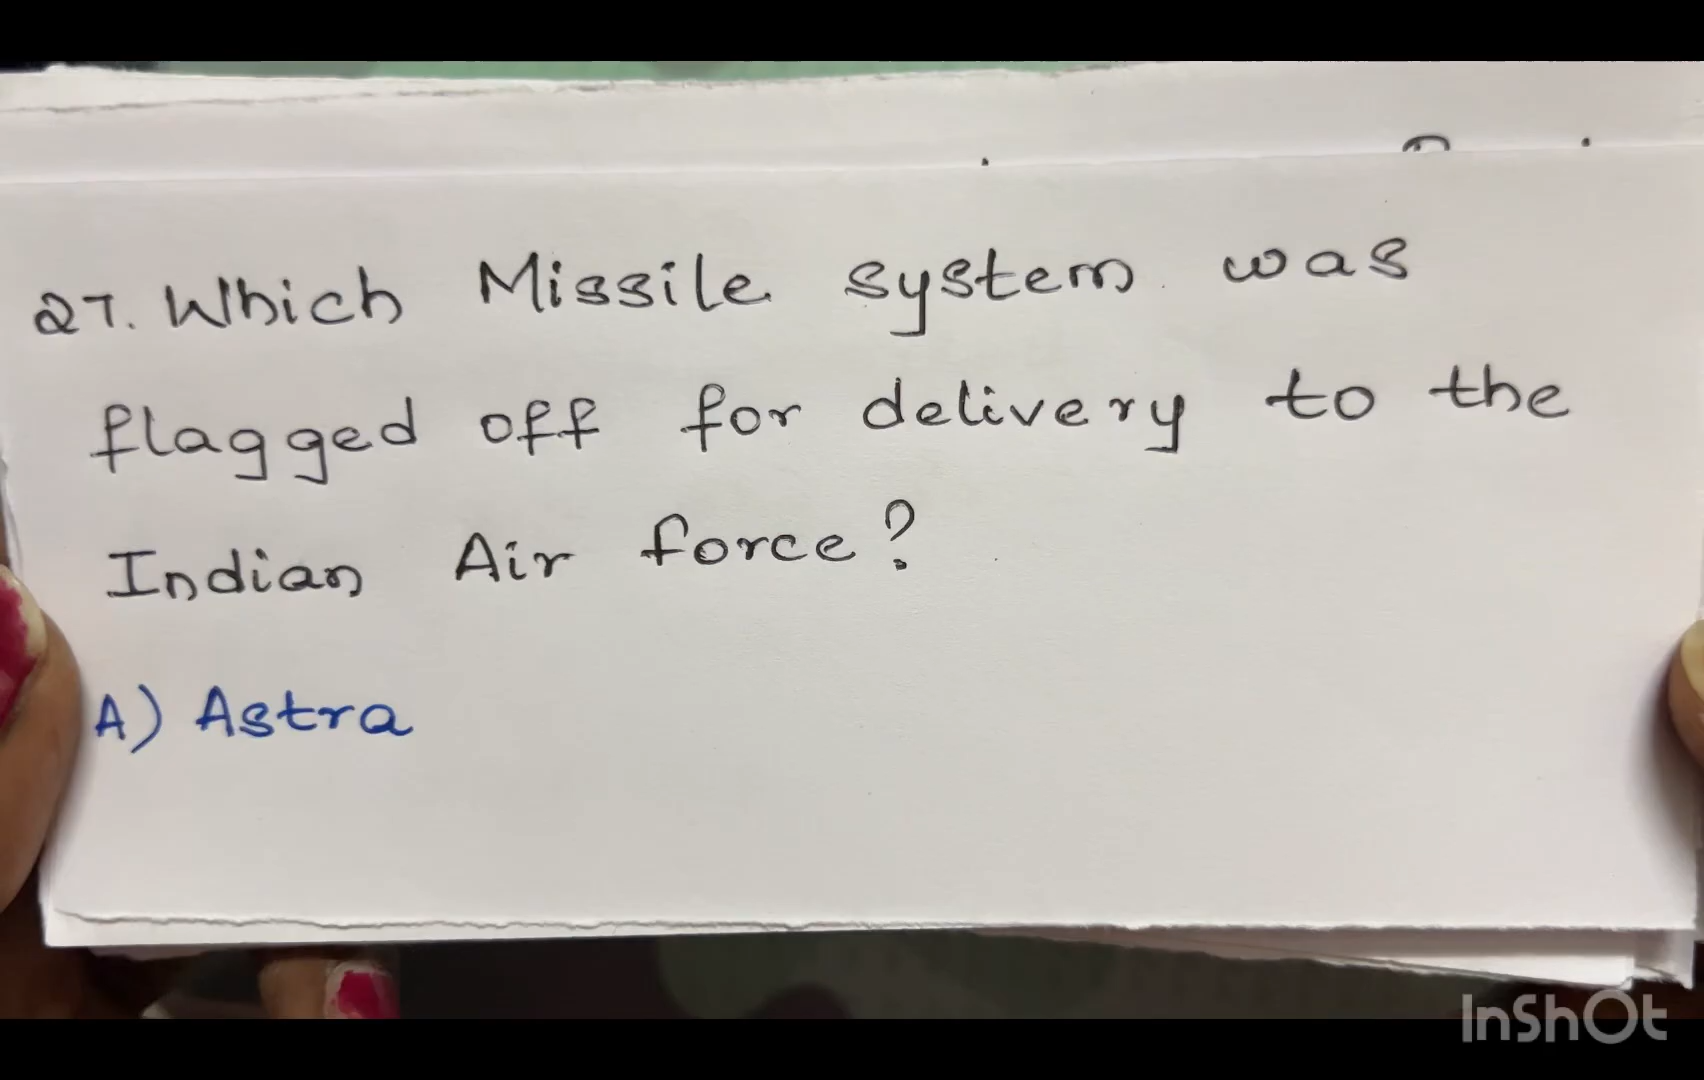 27. Which Missile system was
flagged off for delivery to the
Indian Air force?
A) Astra
InShOt